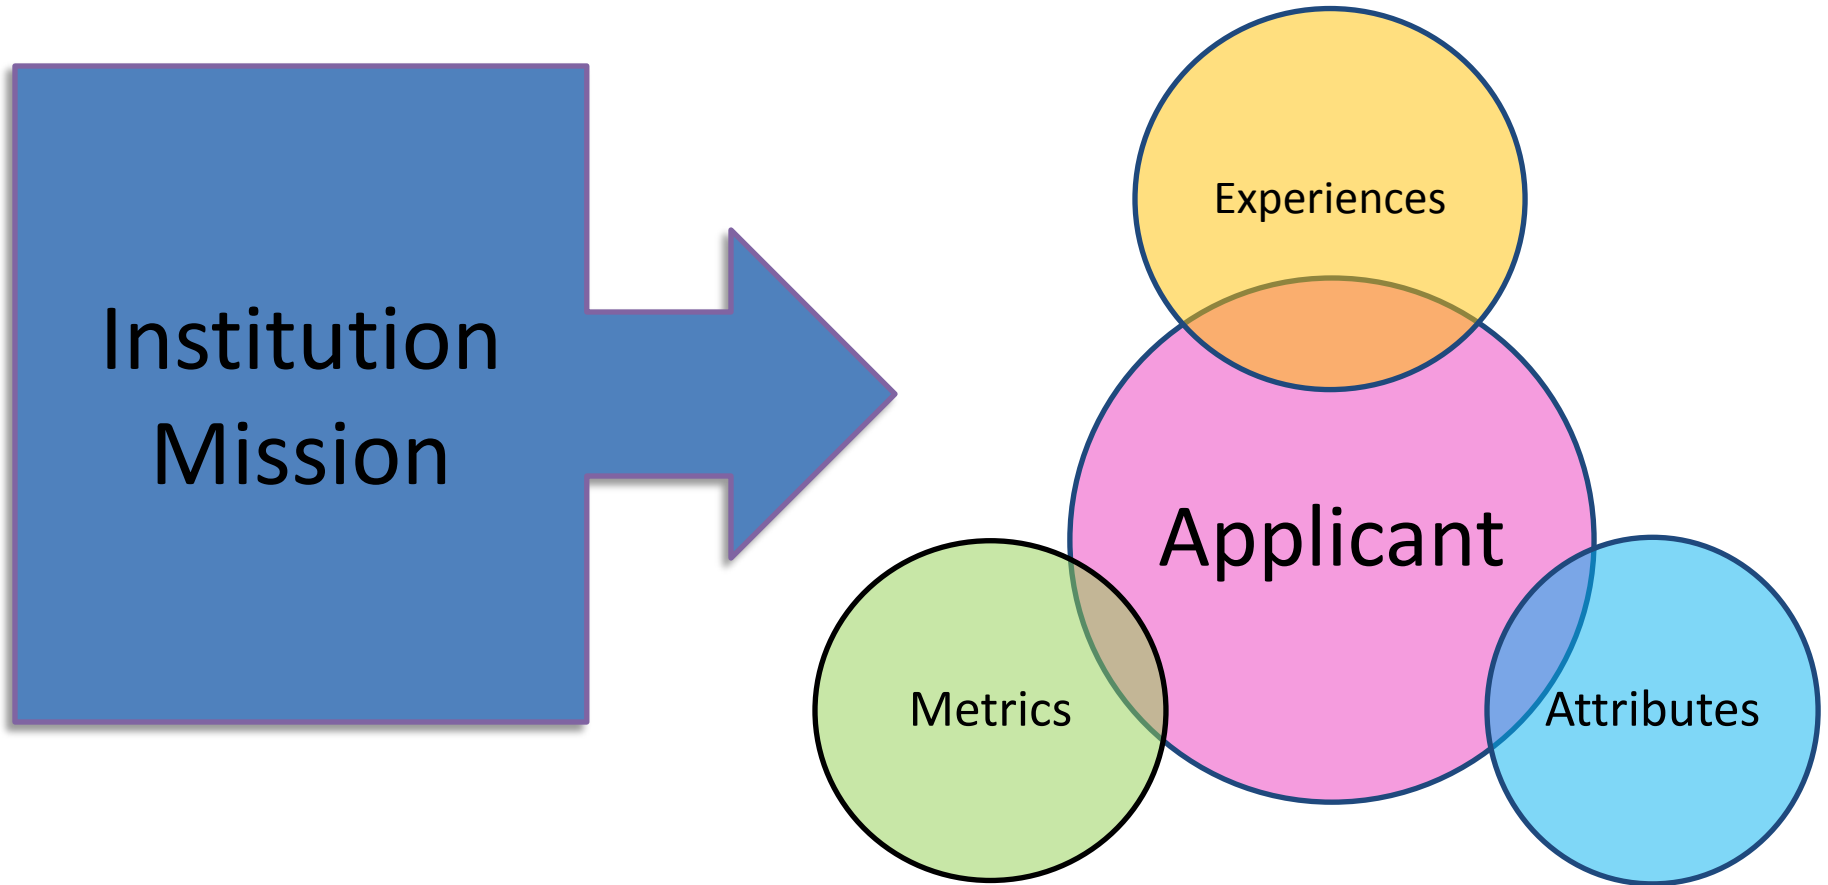 Institution
Mission
Experiences
Applicant
Metrics
Attributes